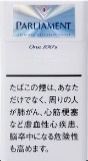 PARLIAMENT
One 100's
たばこの煙は、あなた
だけでなく、周りの人
が肺がん、心筋梗塞
など虚血性心疾患、
脳卒中になる危険性
も高めます。